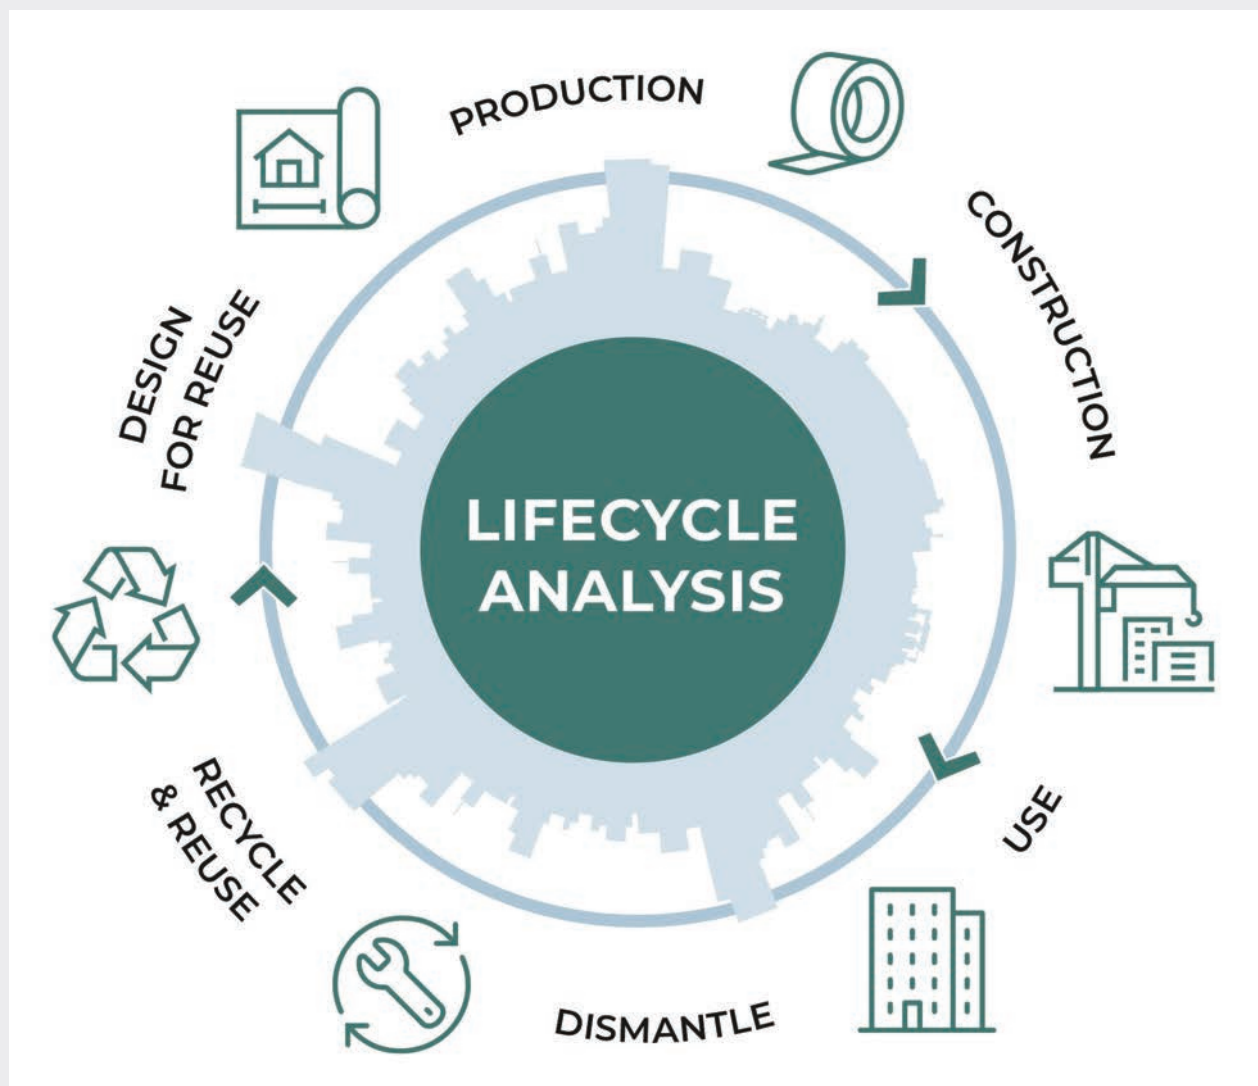 PRODUCTION
CONSTRUCTION
USE
DISMANTLE
RECYCLE
& REUSE
DESIGN
FOR REUSE
LIFECYCLE
ANALYSIS